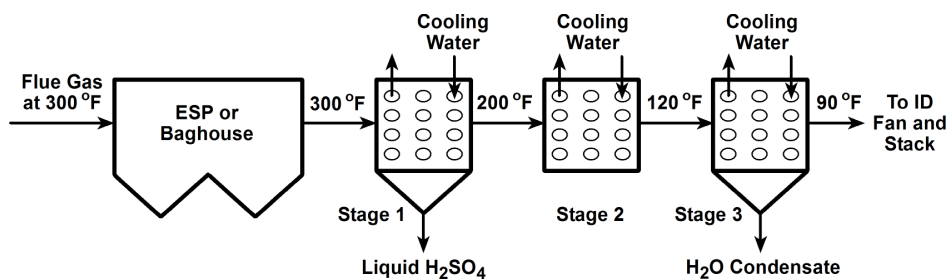 Cooling
Water
Cooling
Water
Cooling
Water
Flue Gas
at 300 °F
ESP or
Baghouse
300 °F
200 °F
120 °F
90 °F
To ID
Fan and
Stack
Stage 1
Stage 2
Stage 3
Liquid H₂SO₄
H₂O Condensate